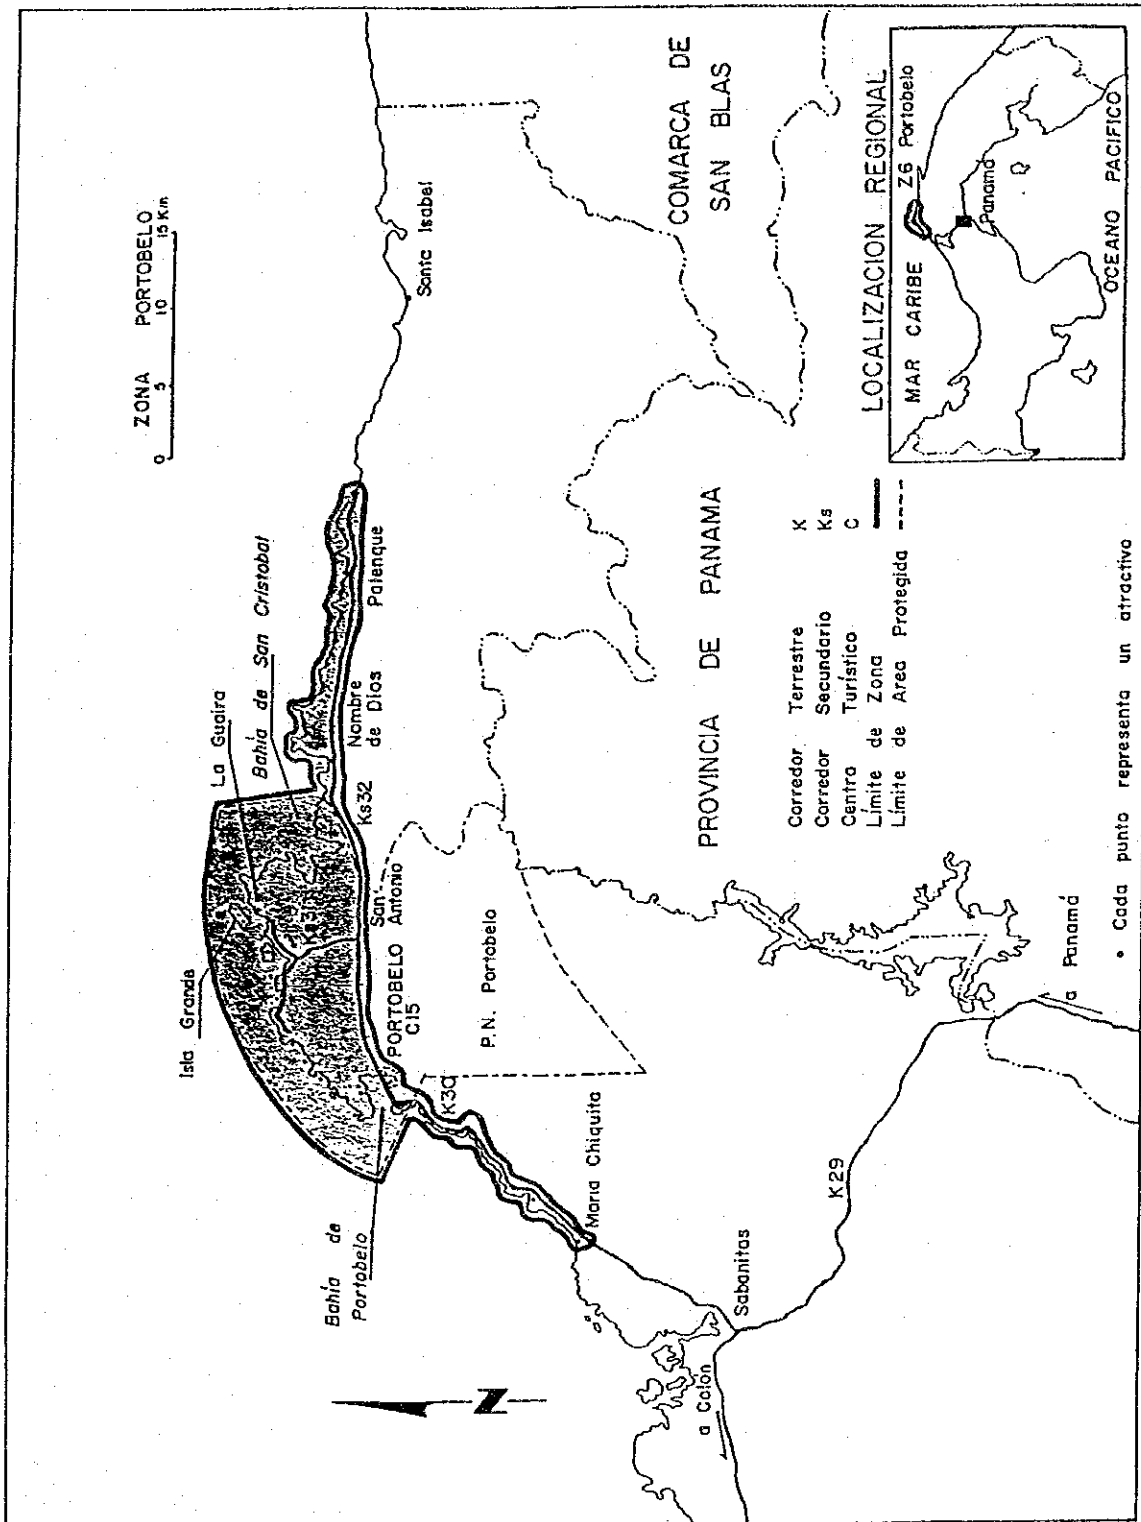 ZONA PORTOBELO
0 5 10 15 Km
Isla Grande
La Guaira
Bahía de San Cristobal
Bahía de
Portobelo
Ks31
Santa Isabel
Palenque
Nombre
de Dios
Ks32
San
Antonio
PORTOBELO
C15
K30
P.N. Portobelo
María Chiquita
COMARCA DE
SAN BLAS
PROVINCIA DE PANAMA
N
Sabanitas
a Colón
K29
a Panamá
Corredor Terrestre K
Corredor Secundario Ks
Centro Turístico C
Límite de Zona
Límite de Area Protegida
• Cada punto representa un atractivo
LOCALIZACION REGIONAL
MAR CARIBE
Z6 Portobelo
Panamá
OCEANO PACIFICO